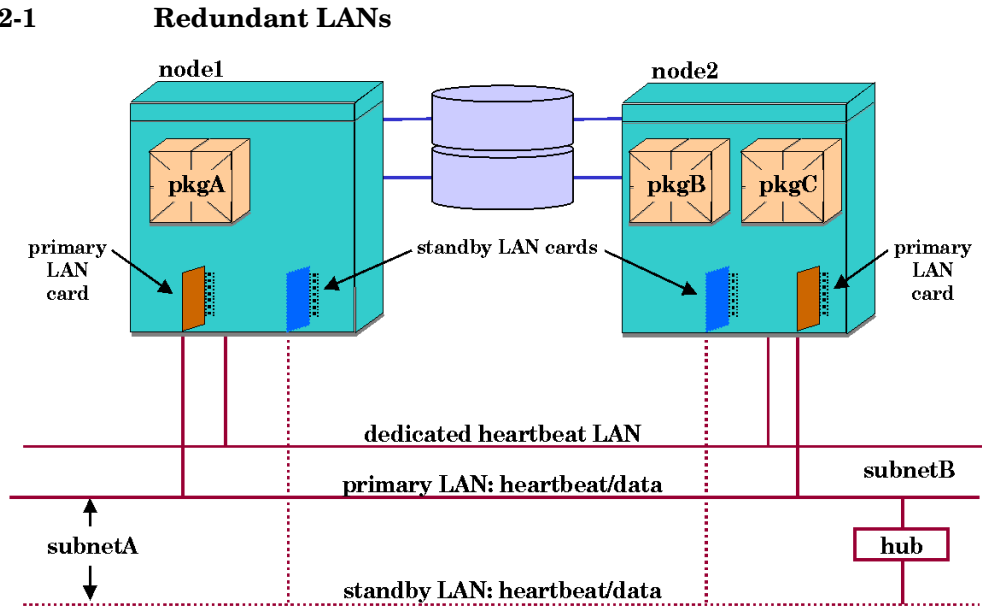 2-1 Redundant LANs
node1
node2
pkgA
pkgB
pkgC
primary
LAN
card
standby LAN cards
primary
LAN
card
dedicated heartbeat LAN
subnetB
primary LAN: heartbeat/data
subnetA
hub
standby LAN: heartbeat/data